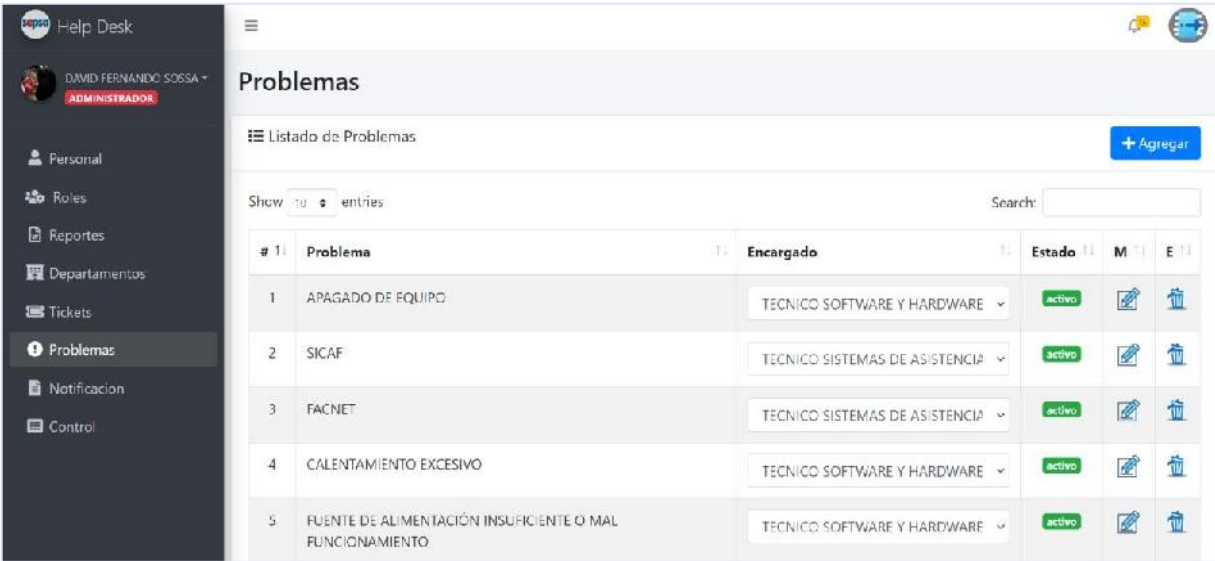 sepsa Help Desk
DAVID FERNANDO SOSSA
ADMINISTRADOR
Personal
Roles
Reportes
Departamentos
Tickets
Problemas
Notificacion
Control
Problemas
Listado de Problemas
Agregar
Show 10 entries
Search:
# Problema Encargado Estado M E
1 APAGADO DE EQUIPO TECNICO SOFTWARE Y HARDWARE activo
2 SICAF TECNICO SISTEMAS DE ASISTENCIA activo
3 FACNET TECNICO SISTEMAS DE ASISTENCIA activo
4 CALENTAMIENTO EXCESIVO TECNICO SOFTWARE Y HARDWARE activo
5 FUENTE DE ALIMENTACIÓN INSUFICIENTE O MAL TECNICO SOFTWARE Y HARDWARE activo
FUNCIONAMIENTO